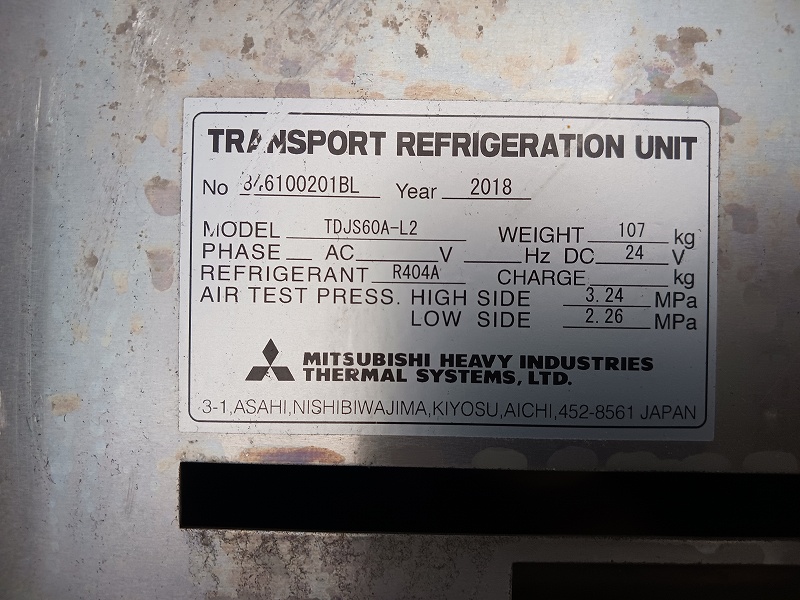 TRANSPORT REFRIGERATION UNIT
No 346100201BL Year 2018
MODEL TDJS60A-L2 WEIGHT 107 kg
PHASE AC V Hz DC 24 V
REFRIGERANT R404A CHARGE kg
AIR TEST PRESS. HIGH SIDE 3.24 MPa
LOW SIDE 2.26 MPa
MITSUBISHI HEAVY INDUSTRIES
THERMAL SYSTEMS, LTD.
3-1,ASAHI,NISHIBIWAJIMA,KIYOSU,AICHI,452-8561 JAPAN